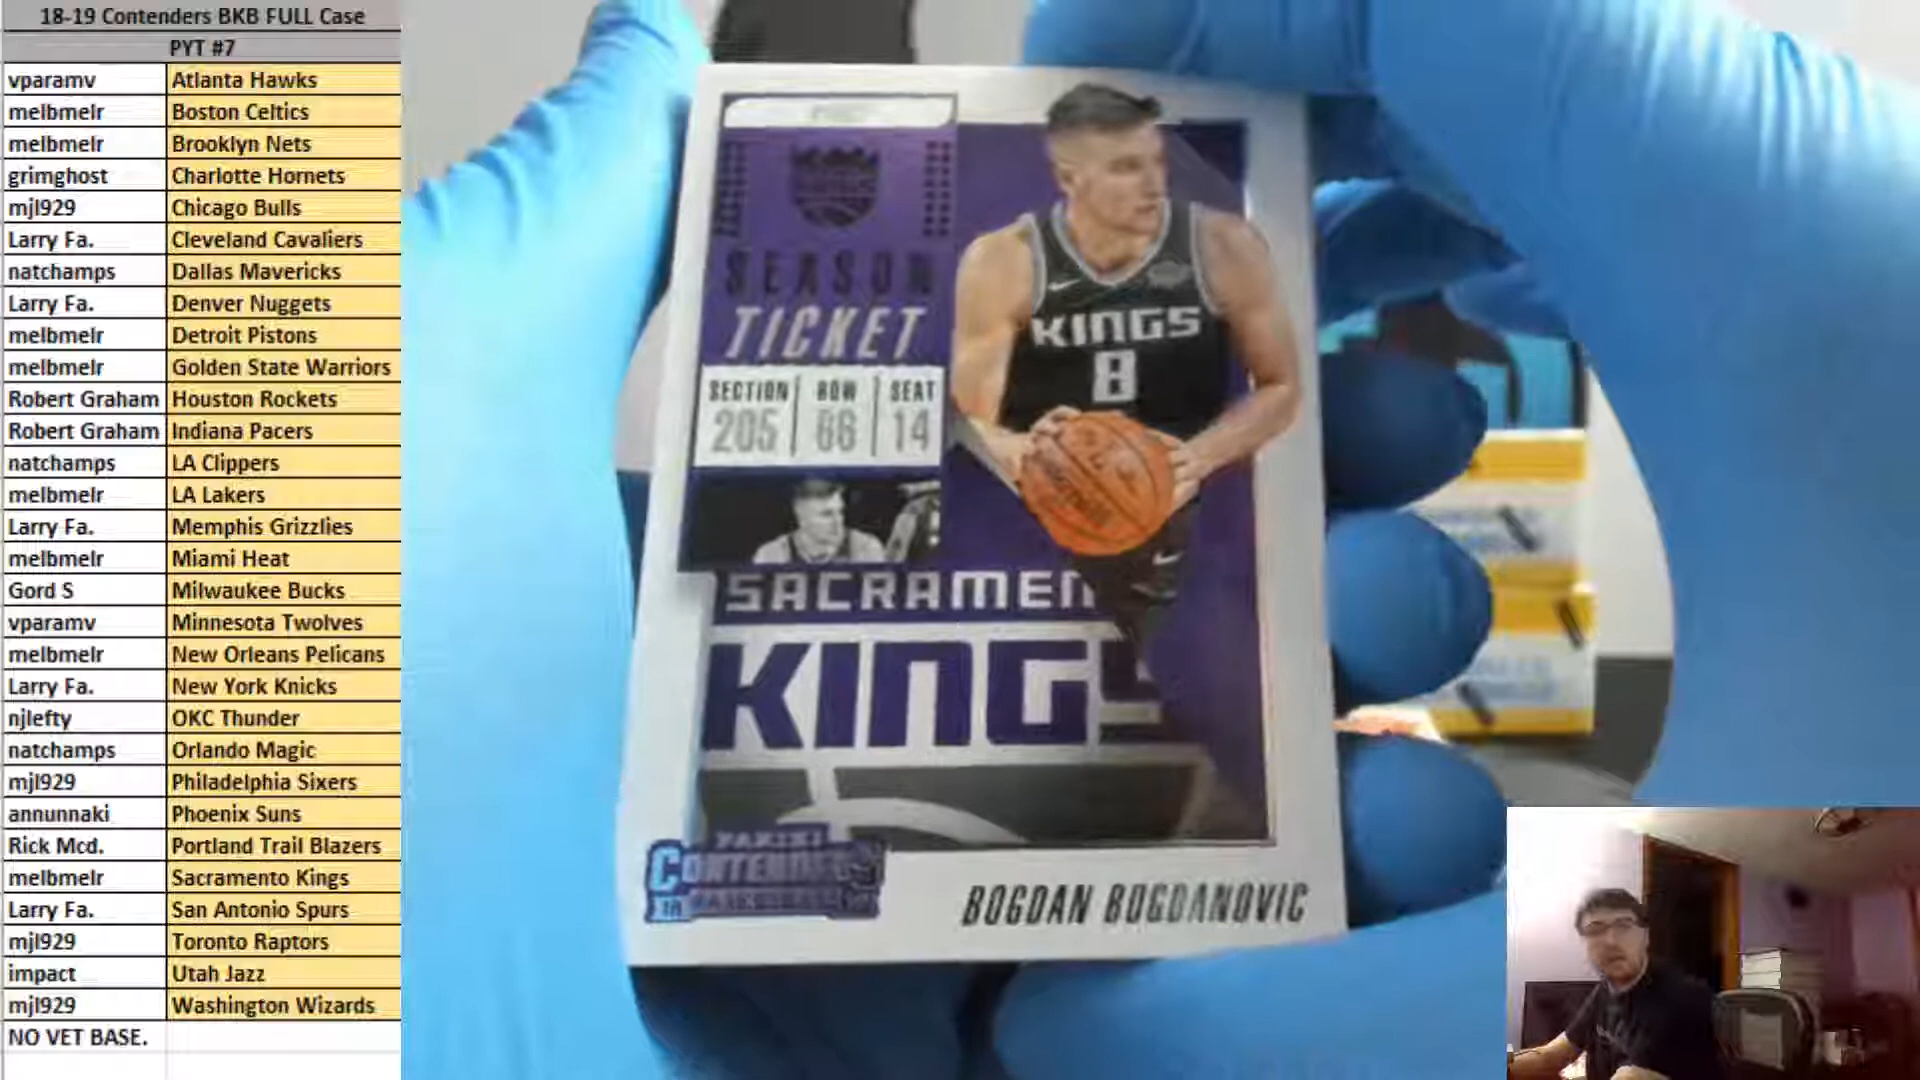 18-19 Contenders BKB FULL Case
PYT #7
vparamv Atlanta Hawks
melbmelr Boston Celtics
melbmelr Brooklyn Nets
grimghost Charlotte Hornets
mjl929 Chicago Bulls
Larry Fa. Cleveland Cavaliers
natchamps Dallas Mavericks
Larry Fa. Denver Nuggets
melbmelr Detroit Pistons
melbmelr Golden State Warriors
Robert Graham Houston Rockets
Robert Graham Indiana Pacers
natchamps LA Clippers
melbmelr LA Lakers
Larry Fa. Memphis Grizzlies
melbmelr Miami Heat
Gord S Milwaukee Bucks
vparamv Minnesota Twolves
melbmelr New Orleans Pelicans
Larry Fa. New York Knicks
njlefty OKC Thunder
natchamps Orlando Magic
mjl929 Philadelphia Sixers
annunnaki Phoenix Suns
Rick Mcd. Portland Trail Blazers
melbmelr Sacramento Kings
Larry Fa. San Antonio Spurs
mjl929 Toronto Raptors
impact Utah Jazz
mjl929 Washington Wizards
NO VET BASE.
SEASON
TICKET
SECTION ROW SEAT
205 66 14
KINGS
8
SACRAMEN
KINGS
PANINI
CONTENDERS
BASKETBALL
BOGDAN BOGDANOVIC